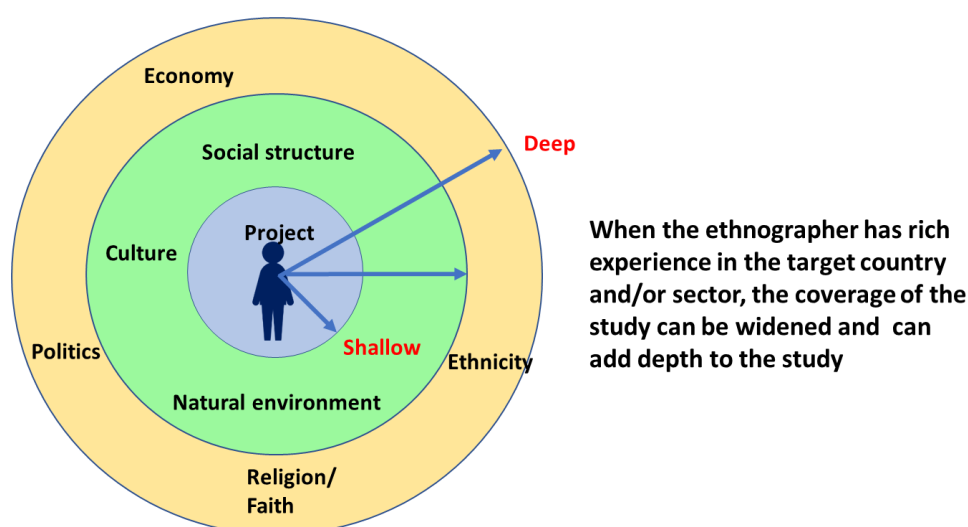 Economy
Deep
Social structure
Project
Culture
Shallow
Politics
Ethnicity
Natural environment
Religion/
Faith
When the ethnographer has rich
experience in the target country
and/or sector, the coverage of the
study can be widened and can
add depth to the study